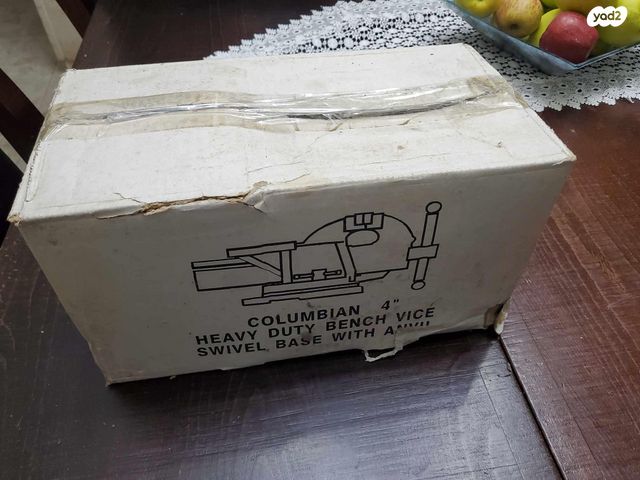 yad2
COLUMBIAN 4"
HEAVY DUTY BENCH VICE
SWIVEL BASE WITH ANVIL